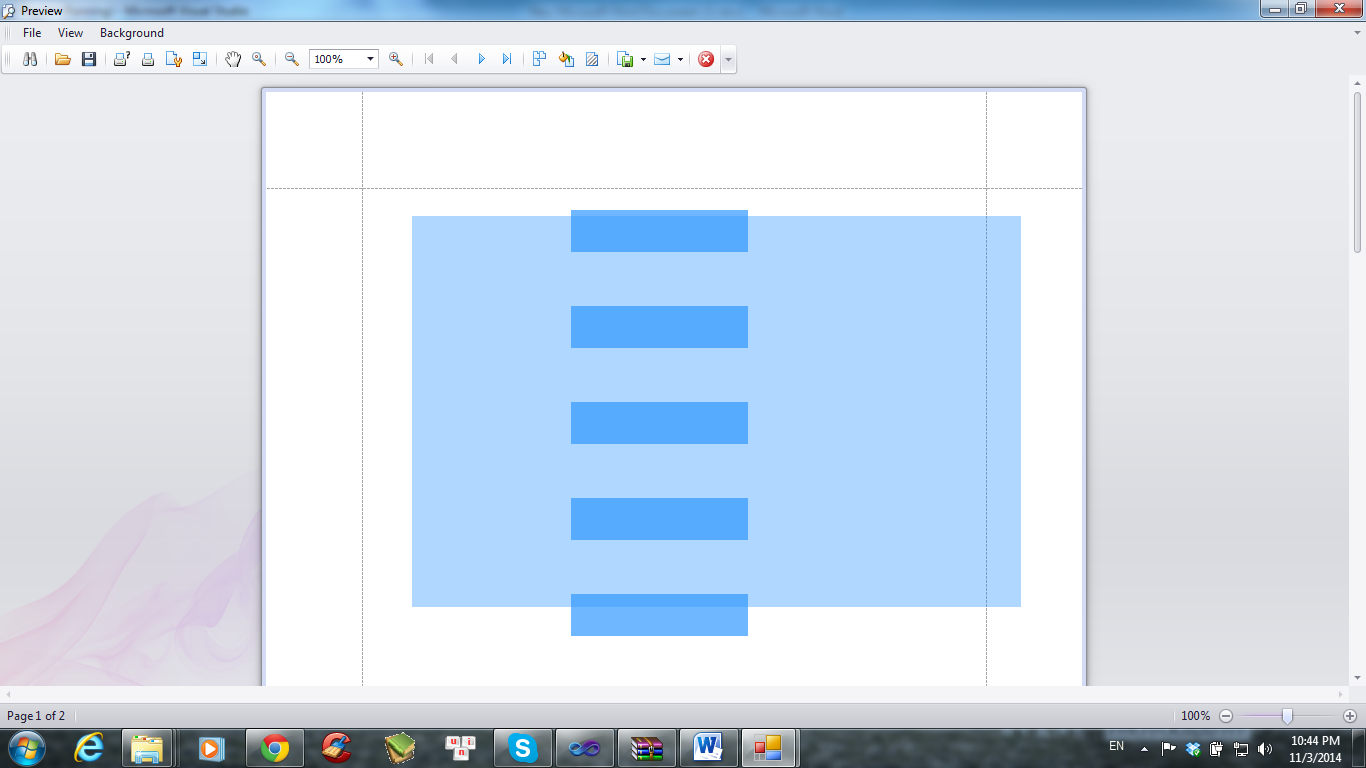 Preview
File View Background
100%
Page 1 of 2
100%
EN
10:44 PM
11/3/2014